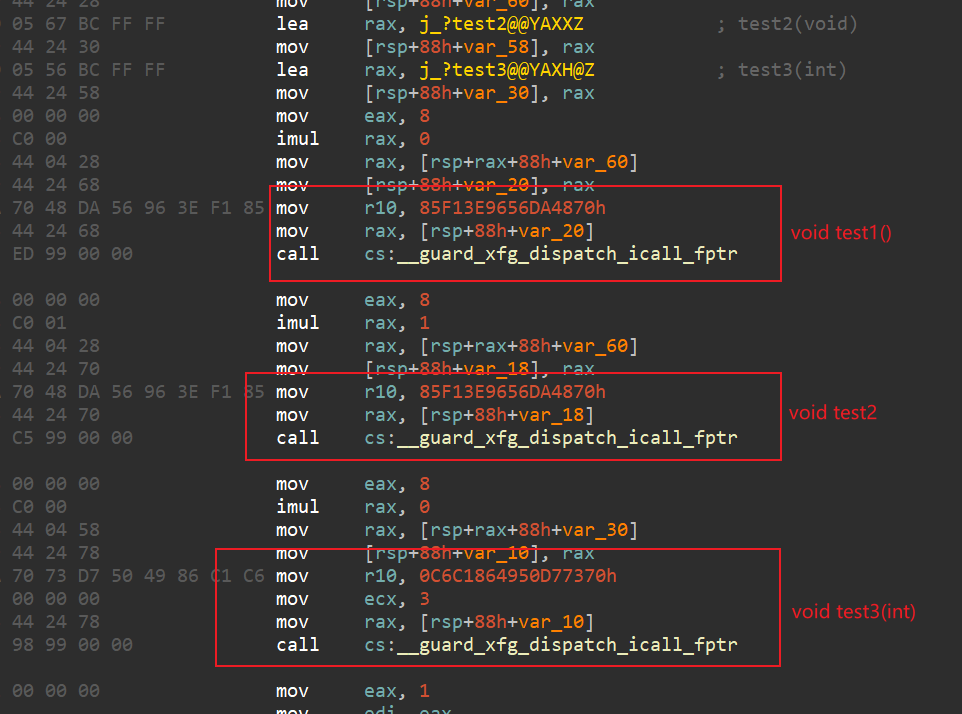 44 24 28 mov [rsp+88h+var_60], rax
05 67 BC FF FF lea rax, j_?test2@@YAXXZ ; test2(void)
44 24 30 mov [rsp+88h+var_58], rax
05 56 BC FF FF lea rax, j_?test3@@YAXH@Z ; test3(int)
44 24 58 mov [rsp+88h+var_30], rax
00 00 00 mov eax, 8
C0 00 imul rax, 0
44 04 28 mov rax, [rsp+rax+88h+var_60]
44 24 68 mov [rsp+88h+var_20], rax
70 48 DA 56 96 3E F1 85 mov r10, 85F13E9656DA4870h
44 24 68 mov rax, [rsp+88h+var_20] void test1()
ED 99 00 00 call cs:__guard_xfg_dispatch_icall_fptr
00 00 00 mov eax, 8
C0 01 imul rax, 1
44 04 28 mov rax, [rsp+rax+88h+var_60]
44 24 70 mov [rsp+88h+var_18], rax
70 48 DA 56 96 3E F1 85 mov r10, 85F13E9656DA4870h
44 24 70 mov rax, [rsp+88h+var_18] void test2
C5 99 00 00 call cs:__guard_xfg_dispatch_icall_fptr
00 00 00 mov eax, 8
C0 00 imul rax, 0
44 04 58 mov rax, [rsp+rax+88h+var_30]
44 24 78 mov [rsp+88h+var_10], rax
70 73 D7 50 49 86 C1 C6 mov r10, 0C6C1864950D77370h
00 00 00 mov ecx, 3
44 24 78 mov rax, [rsp+88h+var_10] void test3(int)
98 99 00 00 call cs:__guard_xfg_dispatch_icall_fptr
00 00 00 mov eax, 1
mov edi, eax